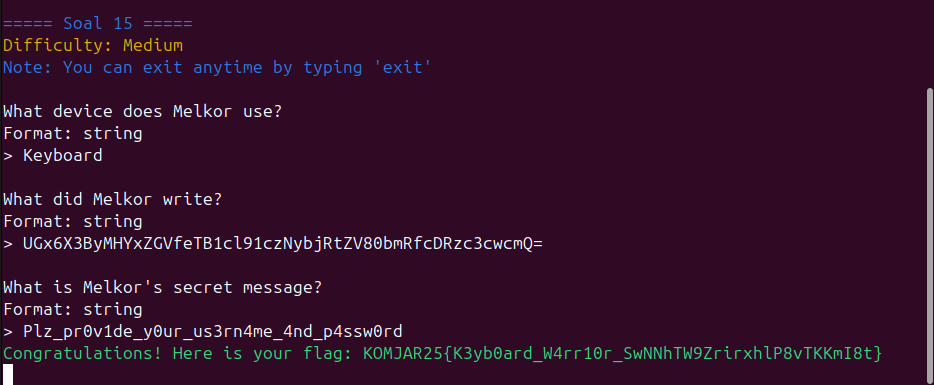 ===== Soal 15 =====
Difficulty: Medium
Note: You can exit anytime by typing 'exit'
What device does Melkor use?
Format: string
> Keyboard
What did Melkor write?
Format: string
> UGx6X3ByMHYxZGVfeTB1cl91czNybjRtZV80bmRfcDRzc3cwcmQ=
What is Melkor's secret message?
Format: string
> Plz_pr0v1de_y0ur_us3rn4me_4nd_p4ssw0rd
Congratulations! Here is your flag: KOMJAR25{K3yb0ard_W4rr10r_SwNNhTW9ZrirxhlP8vTKKmI8t}